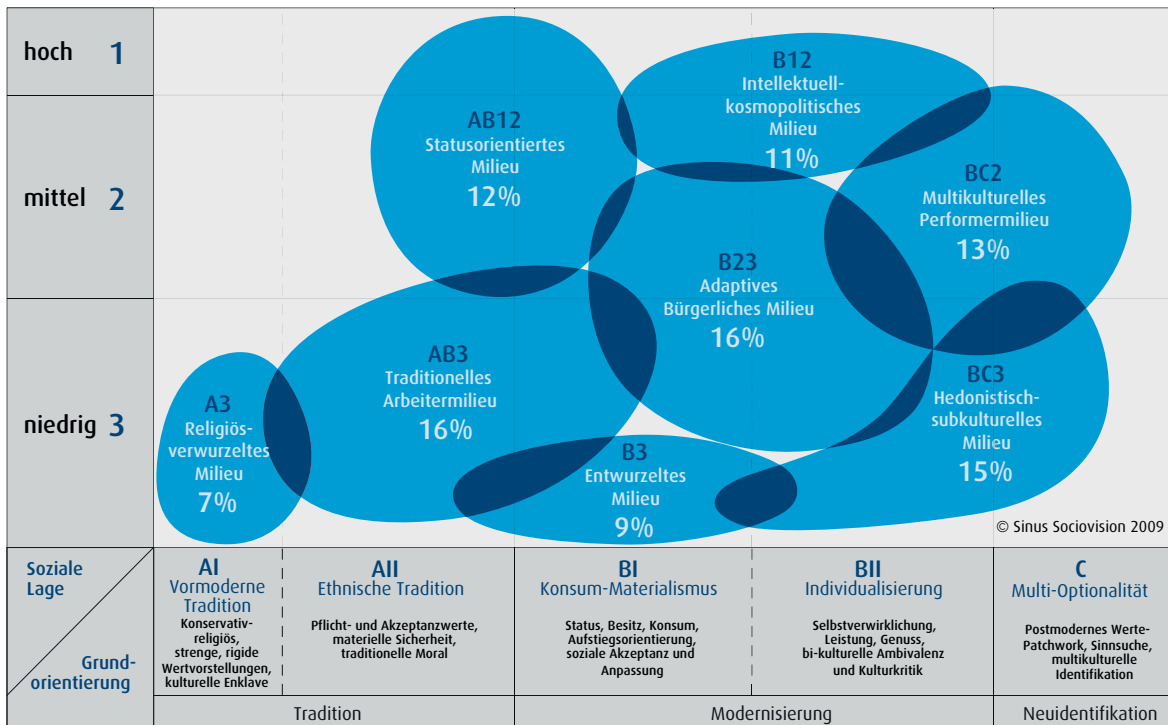 hoch 1
mittel 2
niedrig 3
AB12
Statusorientiertes
Milieu
12%
B12
Intellektuell-
kosmopolitisches
Milieu
11%
BC2
Multikulturelles
Performermilieu
13%
B23
Adaptives
Bürgerliches Milieu
16%
AB3
Traditionelles
Arbeitermilieu
16%
A3
Religiös-
verwurzeltes
Milieu
7%
B3
Entwurzeltes
Milieu
9%
BC3
Hedonistisch-
subkulturelles
Milieu
15%
© Sinus Sociovision 2009
Soziale
Lage
Grund-
orientierung
AI
Vormoderne
Tradition
Konservativ-
religiös,
strenge, rigide
Wertvorstellungen,
kulturelle Enklave
AII
Ethnische Tradition
Pflicht- und Akzeptanzwerte,
materielle Sicherheit,
traditionelle Moral
BI
Konsum-Materialismus
Status, Besitz, Konsum,
Aufstiegsorientierung,
soziale Akzeptanz und
Anpassung
BII
Individualisierung
Selbstverwirklichung,
Leistung, Genuss,
bi-kulturelle Ambivalenz
und Kulturkritik
C
Multi-Optionalität
Postmodernes Werte-
Patchwork, Sinnsuche,
multikulturelle
Identifikation
Tradition
Modernisierung
Neuidentifikation